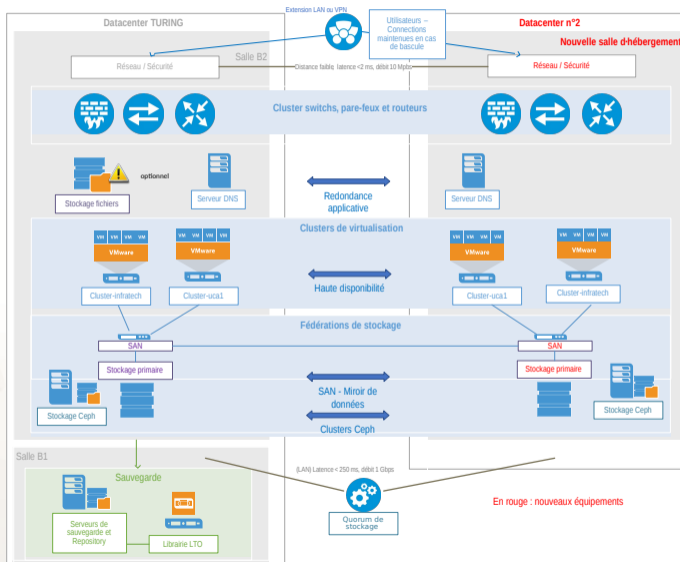 Extension LAN ou VPN
Datacenter TURING
Utilisateurs –
Connections
maintenues en cas
de bascule
Datacenter n°2
Nouvelle salle d'hébergement
Salle B2
Réseau / Sécurité
Distance faible latence <2 ms, débit 10 Mpbs
Réseau / Sécurité
Cluster switchs, pare-feux et routeurs
optionnel
Stockage fichiers
Serveur DNS
Redondance
applicative
Serveur DNS
Clusters de virtualisation
VM VM VM VM
VMware
VM VM VM VM
VMware
VM VM VM VM
VMware
VM VM VM VM
VMware
Cluster-infratech
Cluster-uca1
Haute disponibilité
Cluster-uca1
Cluster-infratech
Fédérations de stockage
SAN
SAN
Stockage primaire
Stockage primaire
SAN - Miroir de
données
Stockage Ceph
Stockage Ceph
Clusters Ceph
Salle B1
Sauvegarde
(LAN) Latence < 250 ms, débit 1 Gbps
En rouge : nouveaux équipements
Serveurs de
sauvegarde et
Repository
Librairie LTO
Quorum de
stockage